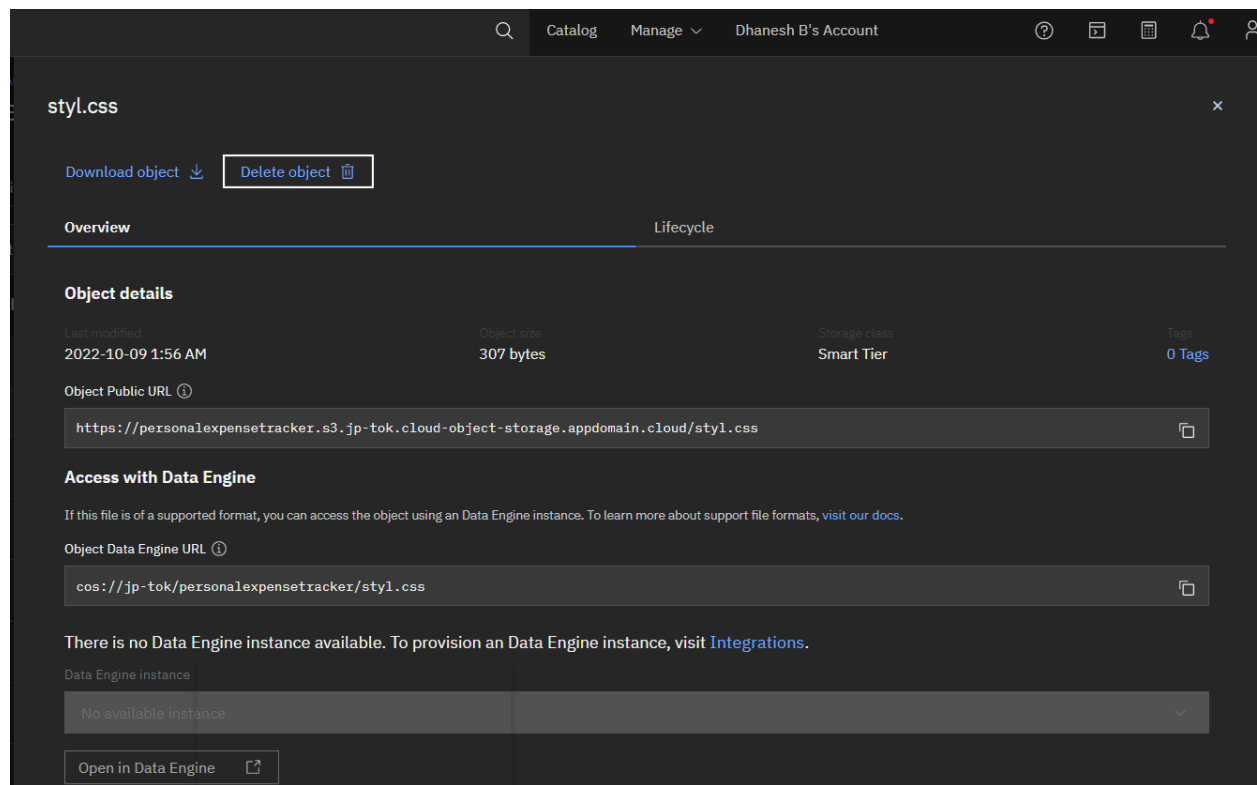 Catalog Manage Dhanesh B's Account
styl.css
Download object Delete object
Overview Lifecycle
Object details
Last modified Object size Storage class Tags
2022-10-09 1:56 AM 307 bytes Smart Tier 0 Tags
Object Public URL
https://personalexpensetracker.s3.jp-tok.cloud-object-storage.appdomain.cloud/styl.css
Access with Data Engine
If this file is of a supported format, you can access the object using an Data Engine instance. To learn more about support file formats, visit our docs.
Object Data Engine URL
cos://jp-tok/personalexpensetracker/styl.css
There is no Data Engine instance available. To provision an Data Engine instance, visit Integrations.
Data Engine instance
No available instance
Open in Data Engine